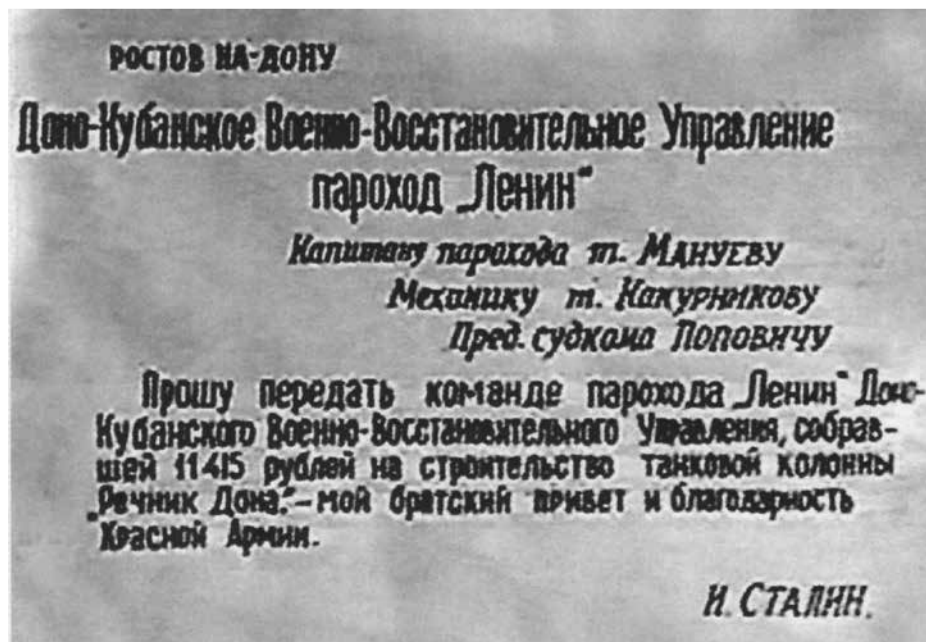 РОСТОВ НА-ДОНУ
Доно-Кубанское Военно-Восстановительное Управление
пароход „Ленин“
Капитану парохода т. МАНУЕВУ
Механику т. КАКУРНИКОВУ
Пред. судкома ПОПОВИЧУ
Прошу передать команде парохода „Ленин“ Доно-
Кубанского Военно-Восстановительного Управления, собрав-
шей 11415 рублей на строительство танковой колонны
„Речник Дона“ – мой братский привет и благодарность
Красной Армии.
И. СТАЛИН.